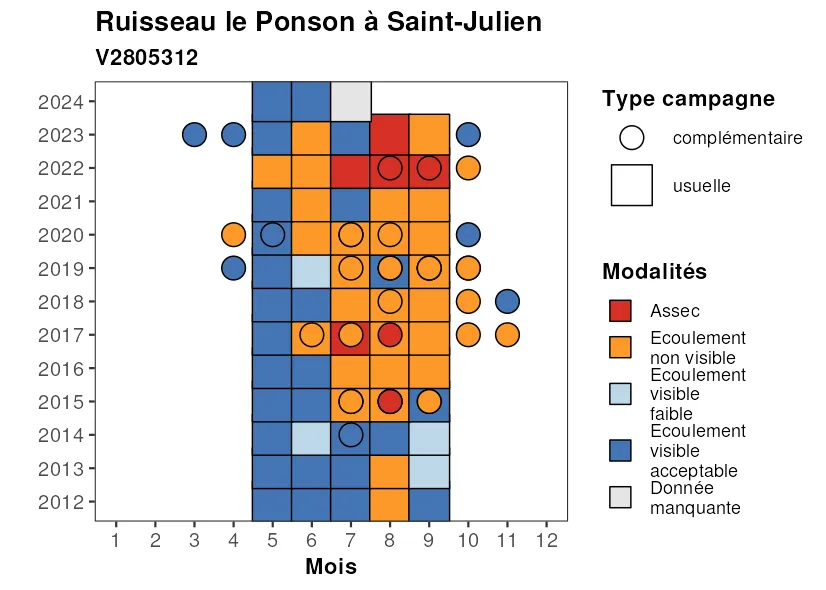 Ruisseau le Ponson à Saint-Julien
V2805312
2024
2023
2022
2021
2020
2019
2018
2017
2016
2015
2014
2013
2012
1 2 3 4 5 6 7 8 9 10 11 12
Mois
Type campagne
complémentaire
usuelle
Modalités
Assec
Ecoulement
non visible
Ecoulement
visible
faible
Ecoulement
visible
acceptable
Donnée
manquante